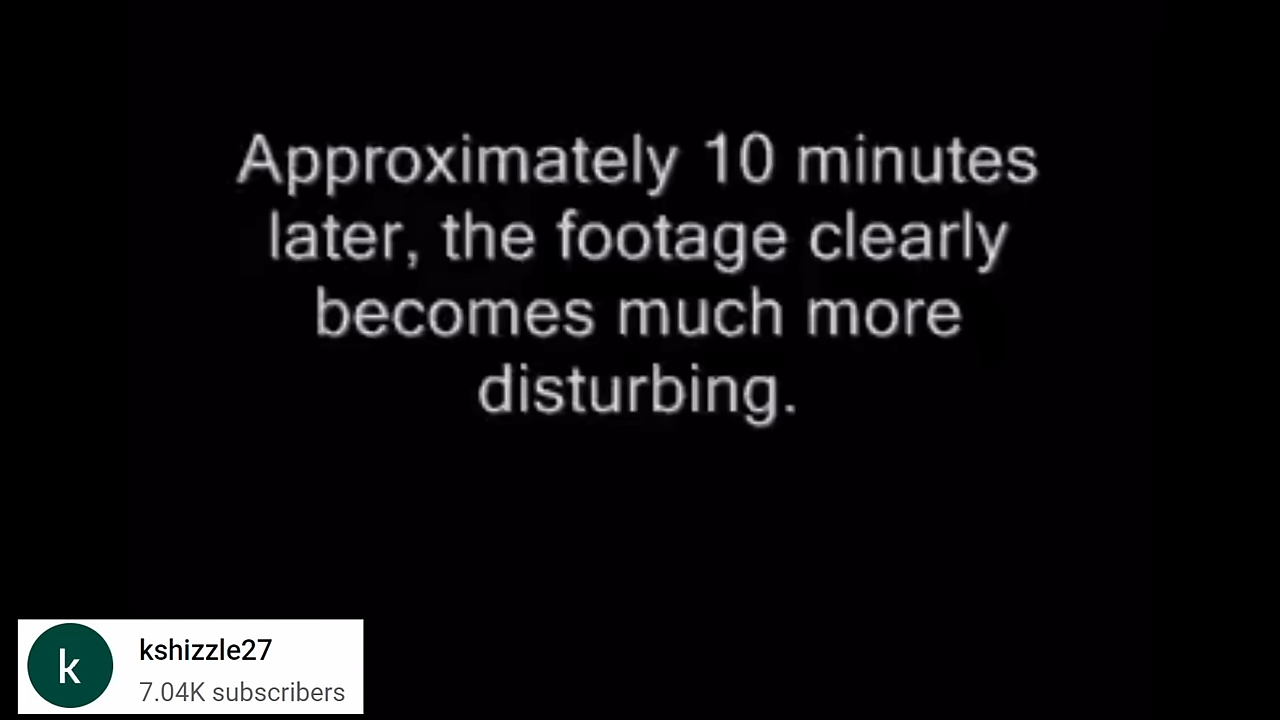 Approximately 10 minutes
later, the footage clearly
becomes much more
disturbing.
k
kshizzle27
7.04K subscribers